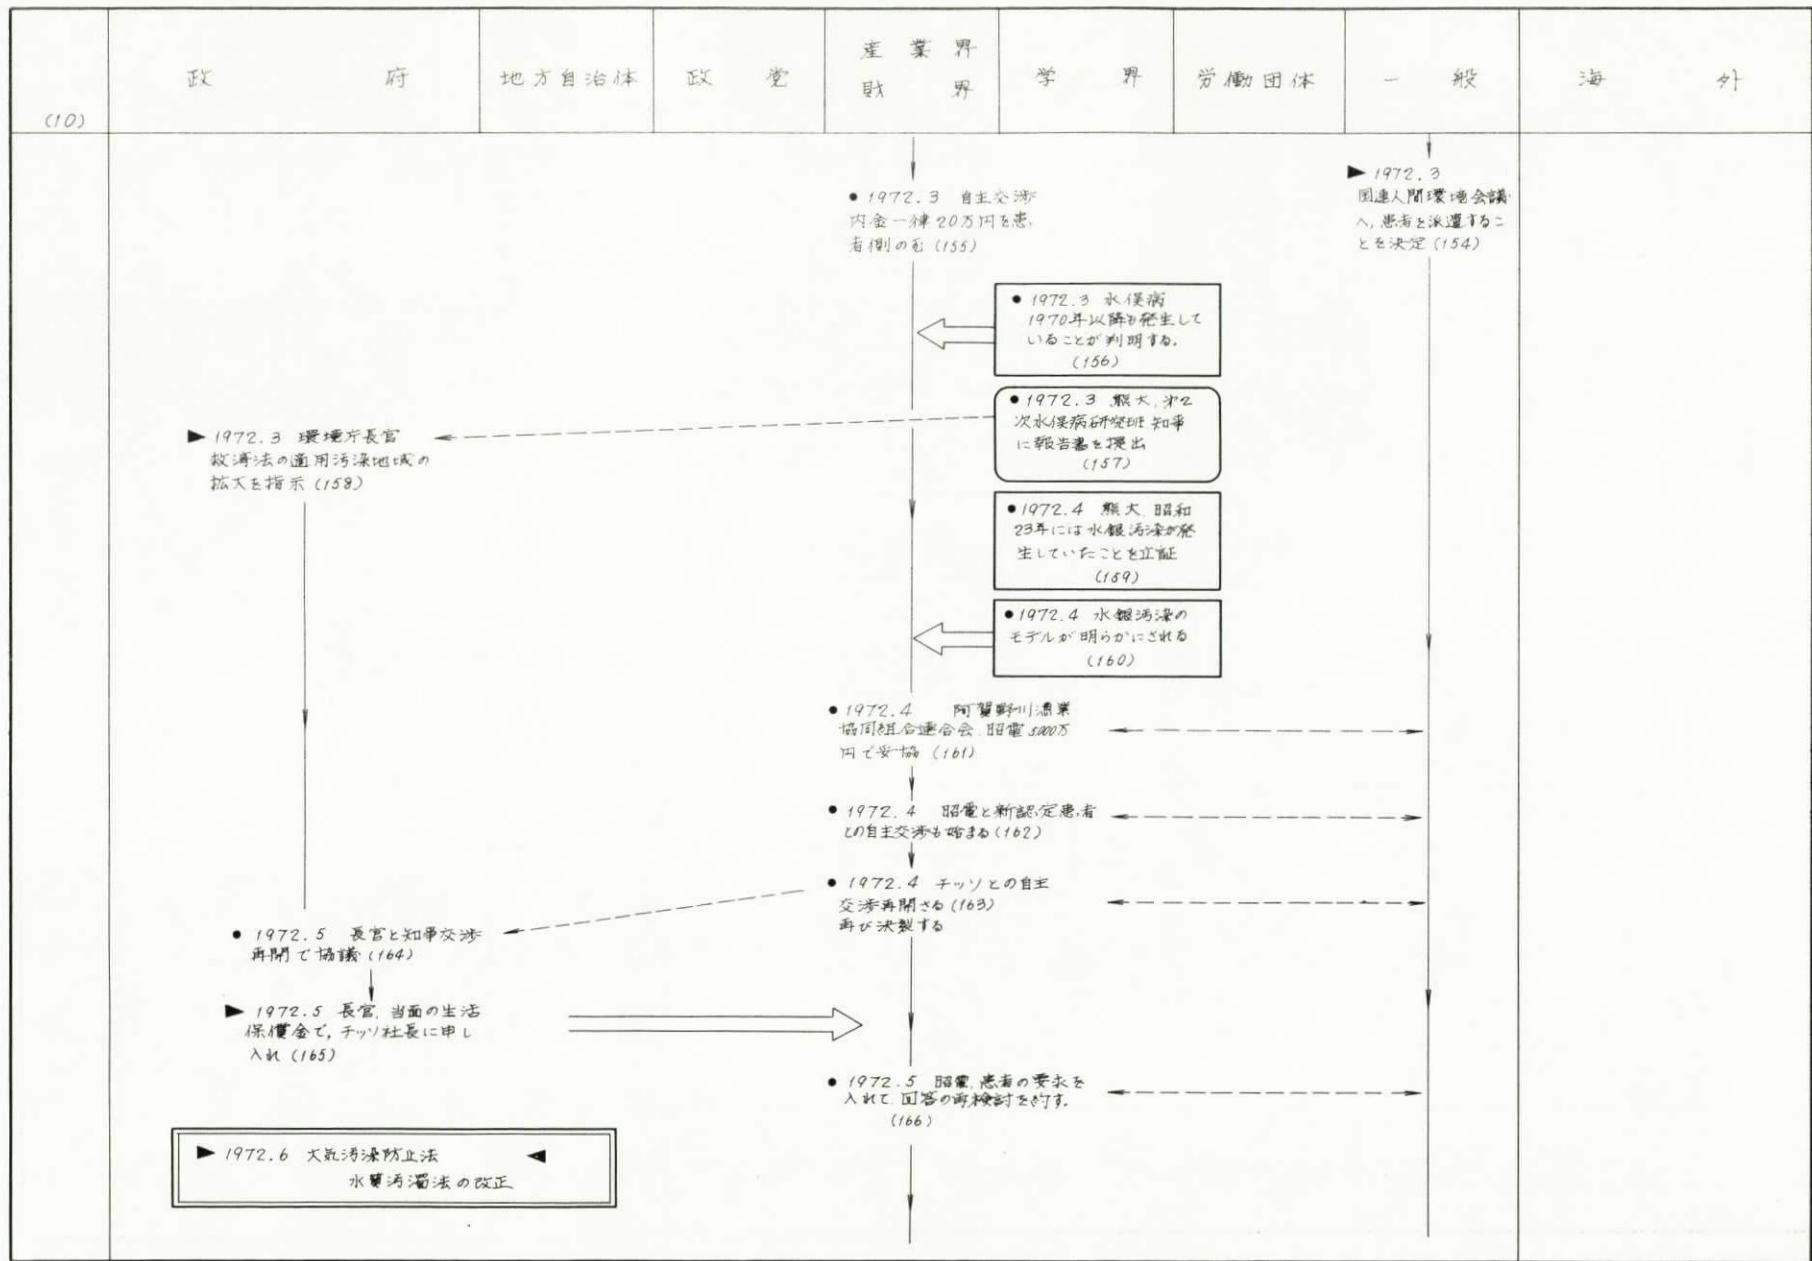 (10)
政府
地方自治体
政党
産業界
財界
学界
労働団体
一般
海外
▶ 1972.3
国連人間環境会議
へ, 患者を派遣するこ
とを決定 (154)
● 1972.3 自主交渉
内金一律20万円を患
者側の (155)
● 1972.3 水俣病
1970年以降も発生して
いることが判明する。
(156)
● 1972.3 熊大, 第2
次水俣病研究班 知事
に報告書を提出
(157)
▶ 1972.3 環境庁長官
救済法の適用汚染地域の
拡大を指示 (158)
● 1972.4 熊大, 昭和
23年には水銀汚染が発
生していたことを立証
(159)
● 1972.4 水銀汚染の
モデルが明らかにされる
(160)
● 1972.4 阿賀野川漁業
協同組合連合会, 昭電5000万
円で妥協 (161)
● 1972.4 昭電と新認定患者
との自主交渉も始まる (162)
● 1972.4 チッソとの自主
交渉再開さる (163)
再び決裂する
● 1972.5 長官と知事交渉
再開で協議 (164)
▶ 1972.5 長官, 当面の生活
保償金で, チッソ社長に申し
入れ (165)
● 1972.5 昭電, 患者の要求を
入れて, 回答の再検討を約す。
(166)
▶ 1972.6 大気汚染防止法 ◀
水質汚濁法の改正